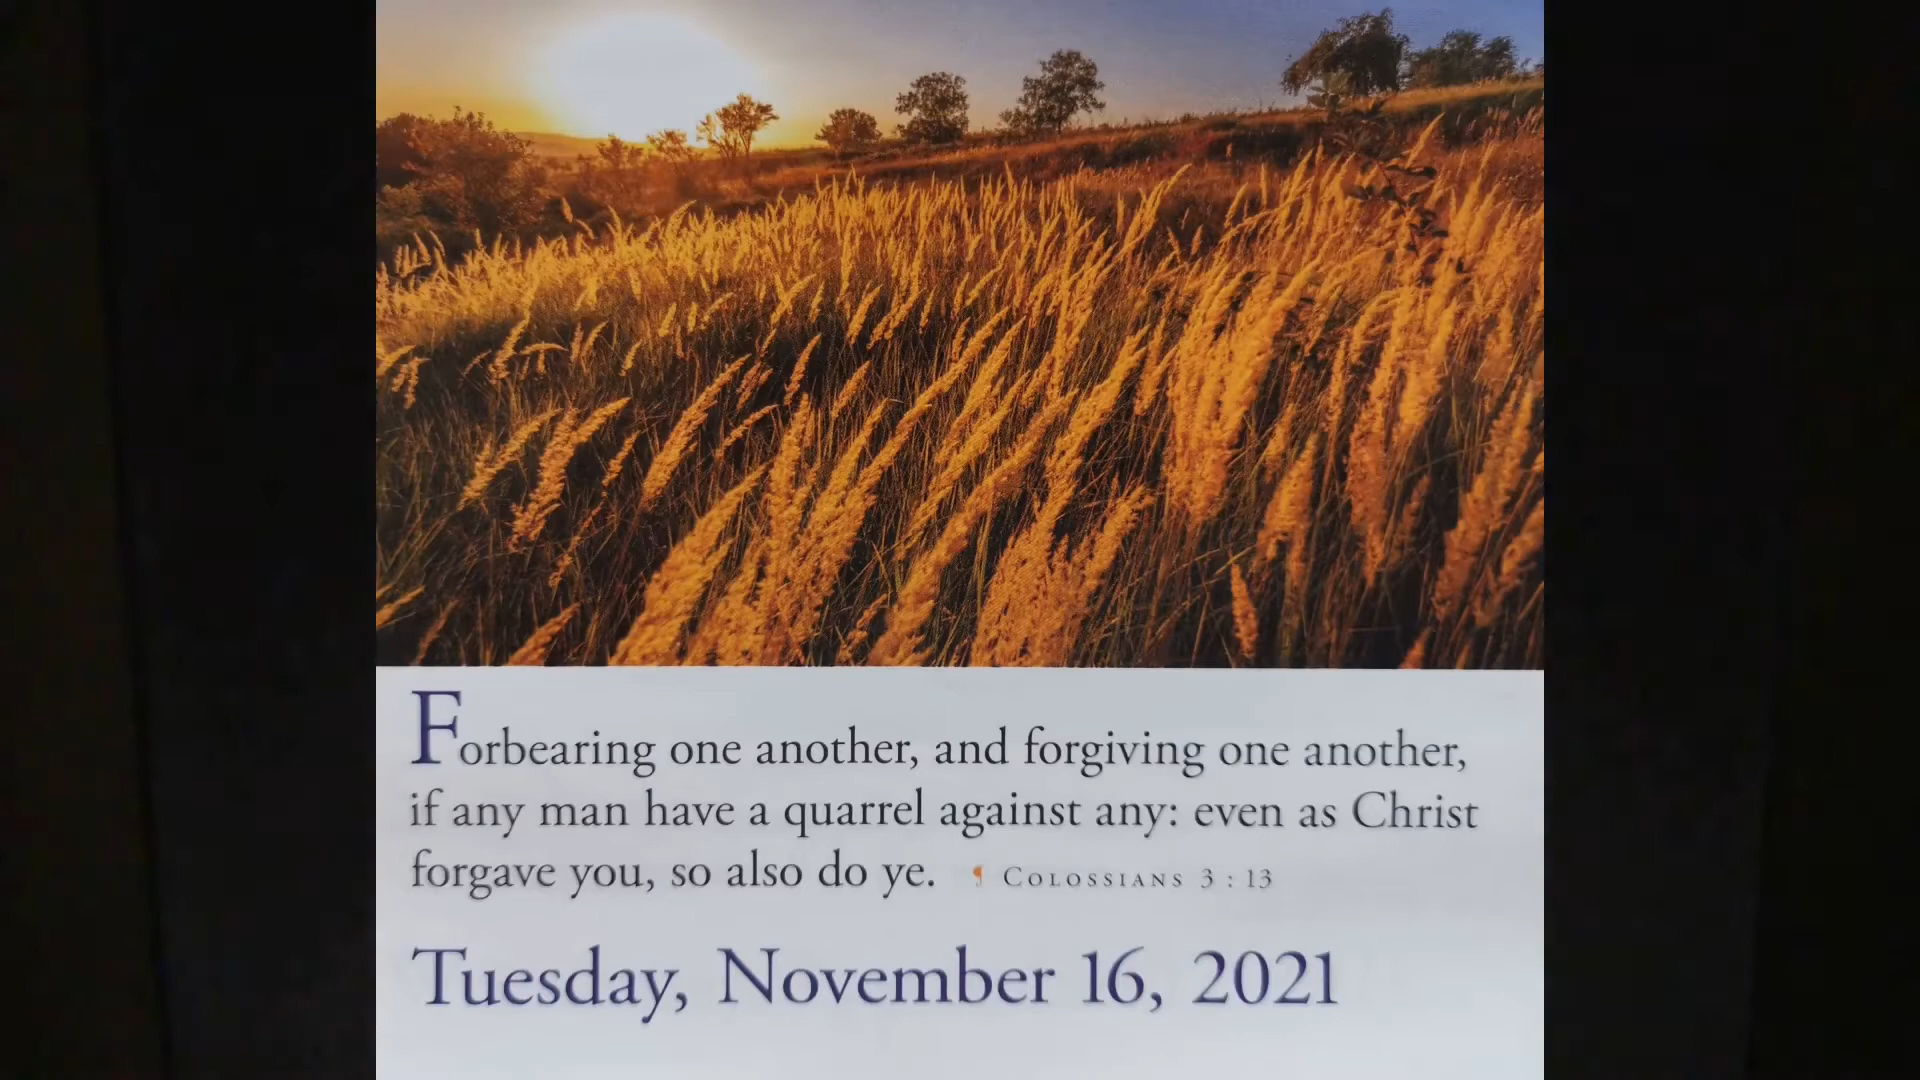 Forbearing one another, and forgiving one another,
if any man have a quarrel against any: even as Christ
forgave you, so also do ye. ¶ COLOSSIANS 3 : 13
Tuesday, November 16, 2021